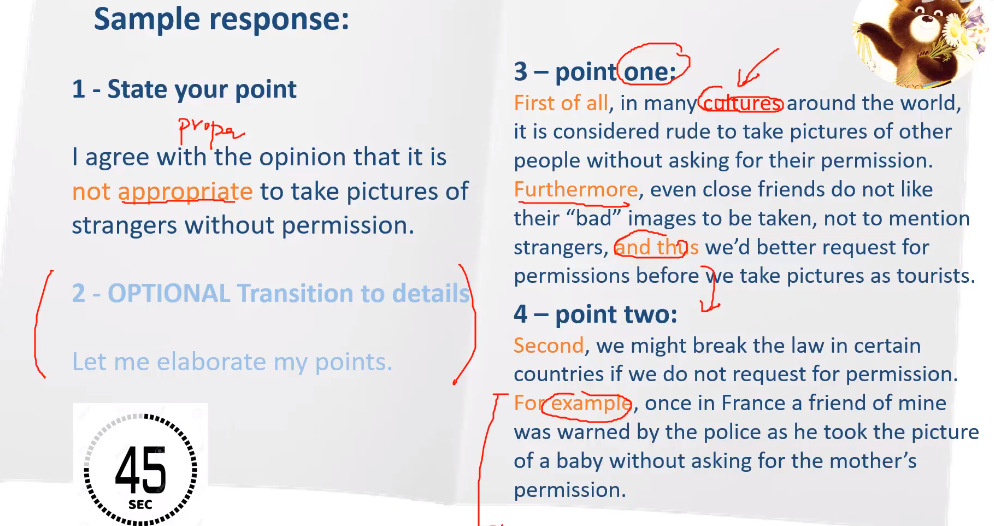 Sample response:
1 - State your point
proper
I agree with the opinion that it is
not appropriate to take pictures of
strangers without permission.
2 - OPTIONAL Transition to details
Let me elaborate my points.
45
SEC
3 – point one:
First of all, in many cultures around the world,
it is considered rude to take pictures of other
people without asking for their permission.
Furthermore, even close friends do not like
their “bad” images to be taken, not to mention
strangers, and thus we’d better request for
permissions before we take pictures as tourists.
4 – point two:
Second, we might break the law in certain
countries if we do not request for permission.
For example, once in France a friend of mine
was warned by the police as he took the picture
of a baby without asking for the mother’s
permission.